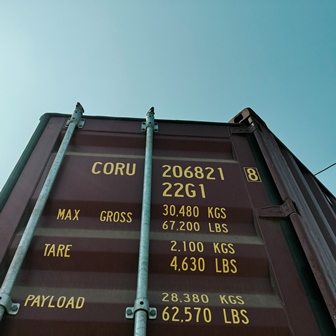 CORU 206821 8
22G1
MAX GROSS 30,480 KGS
67,200 LBS
TARE 2,100 KGS
4,630 LBS
PAYLOAD 28,380 KGS
62,570 LBS